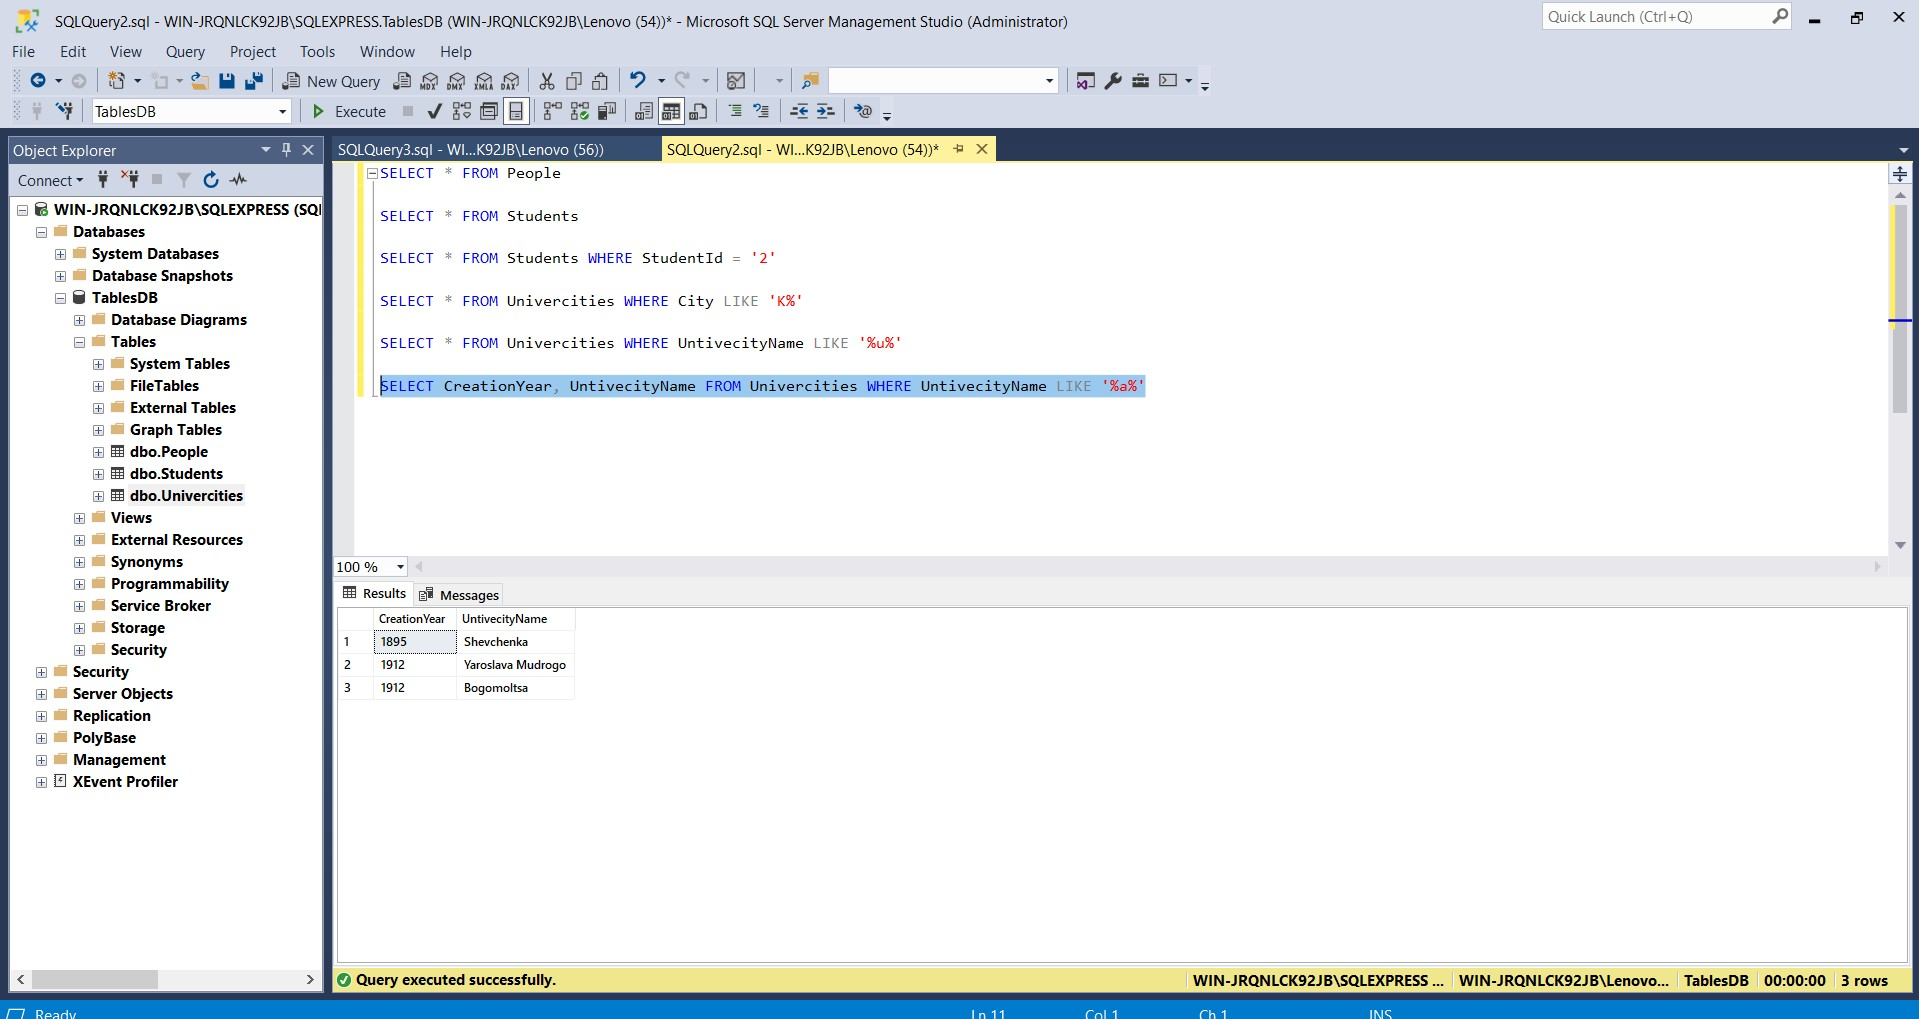 SQLQuery2.sql - WIN-JRQNLCK92JB\SQLEXPRESS.TablesDB (WIN-JRQNLCK92JB\Lenovo (54))* - Microsoft SQL Server Management Studio (Administrator)
Quick Launch (Ctrl+Q)
File Edit View Query Project Tools Window Help
New Query MDX DMX XMLA DAX
TablesDB Execute
Object Explorer
Connect
WIN-JRQNLCK92JB\SQLEXPRESS (SQL
Databases
System Databases
Database Snapshots
TablesDB
Database Diagrams
Tables
System Tables
FileTables
External Tables
Graph Tables
dbo.People
dbo.Students
dbo.Univercities
Views
External Resources
Synonyms
Programmability
Service Broker
Storage
Security
Security
Server Objects
Replication
PolyBase
Management
XEvent Profiler
SQLQuery3.sql - WI...K92JB\Lenovo (56))
SQLQuery2.sql - WI...K92JB\Lenovo (54))*
SELECT * FROM People
SELECT * FROM Students
SELECT * FROM Students WHERE StudentId = '2'
SELECT * FROM Univercities WHERE City LIKE 'K%'
SELECT * FROM Univercities WHERE UntivecityName LIKE '%u%'
SELECT CreationYear, UntivecityName FROM Univercities WHERE UntivecityName LIKE '%a%'
100 %
Results Messages
CreationYear UntivecityName
1 1895 Shevchenka
2 1912 Yaroslava Mudrogo
3 1912 Bogomoltsa
Query executed successfully.
WIN-JRQNLCK92JB\SQLEXPRESS ... WIN-JRQNLCK92JB\Lenovo... TablesDB 00:00:00 3 rows
Ready Ln 11 Col 1 Ch 1 INS